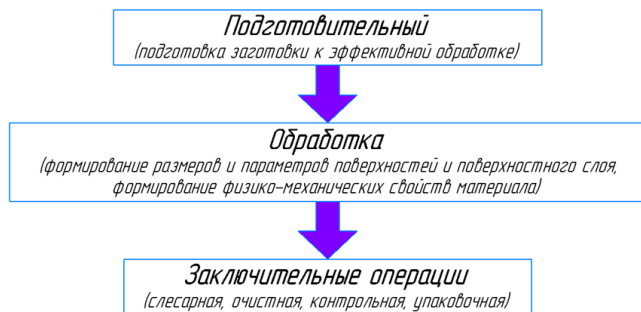 Подготовительный
(подготовка заготовки к эффективной обработке)
Обработка
(формирование размеров и параметров поверхностей и поверхностного слоя,
формирование физико-механических свойств материала)
Заключительные операции
(слесарная, очистная, контрольная, упаковочная)